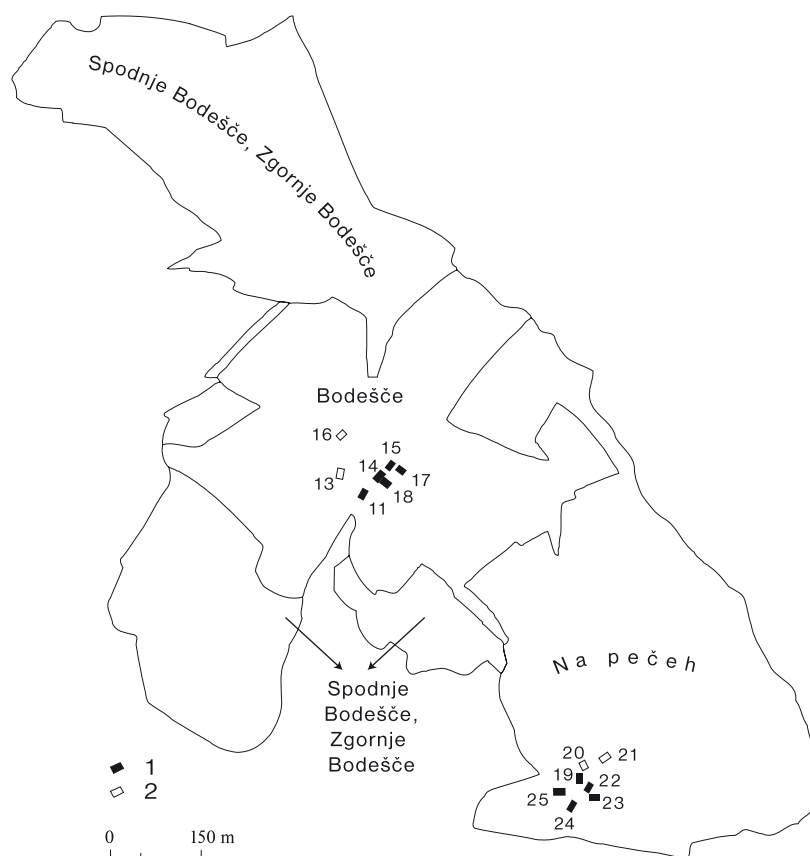 Spodnje Bodešče, Zgornje Bodešče
Bodešče
16
15
14
13
17
18
11
Na pečeh
Spodnje
Bodešče,
Zgornje
Bodešče
20
21
19
22
25
23
24
1
2
0 150 m